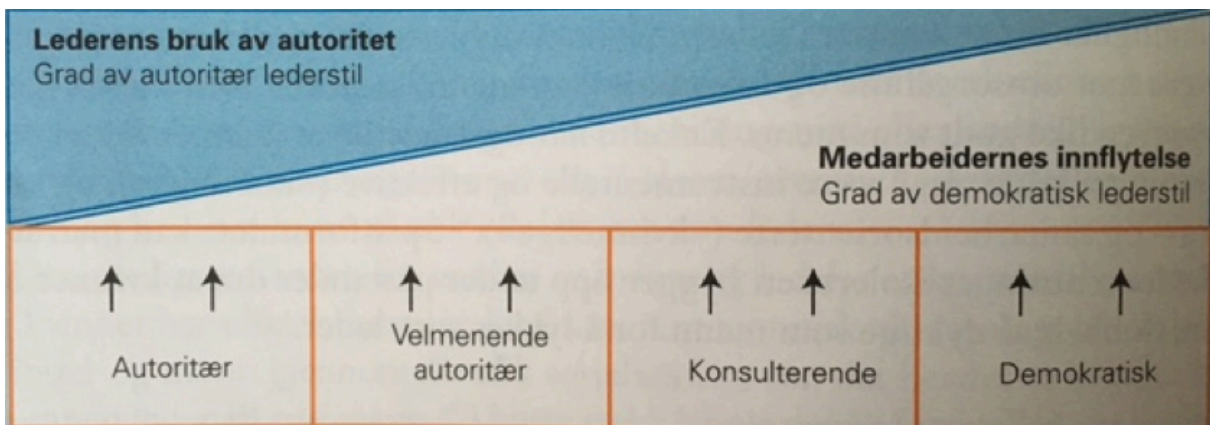 Lederens bruk av autoritet
Grad av autoritær lederstil
Medarbeidernes innflytelse
Grad av demokratisk lederstil
Autoritær
Velmenende
autoritær
Konsulterende
Demokratisk